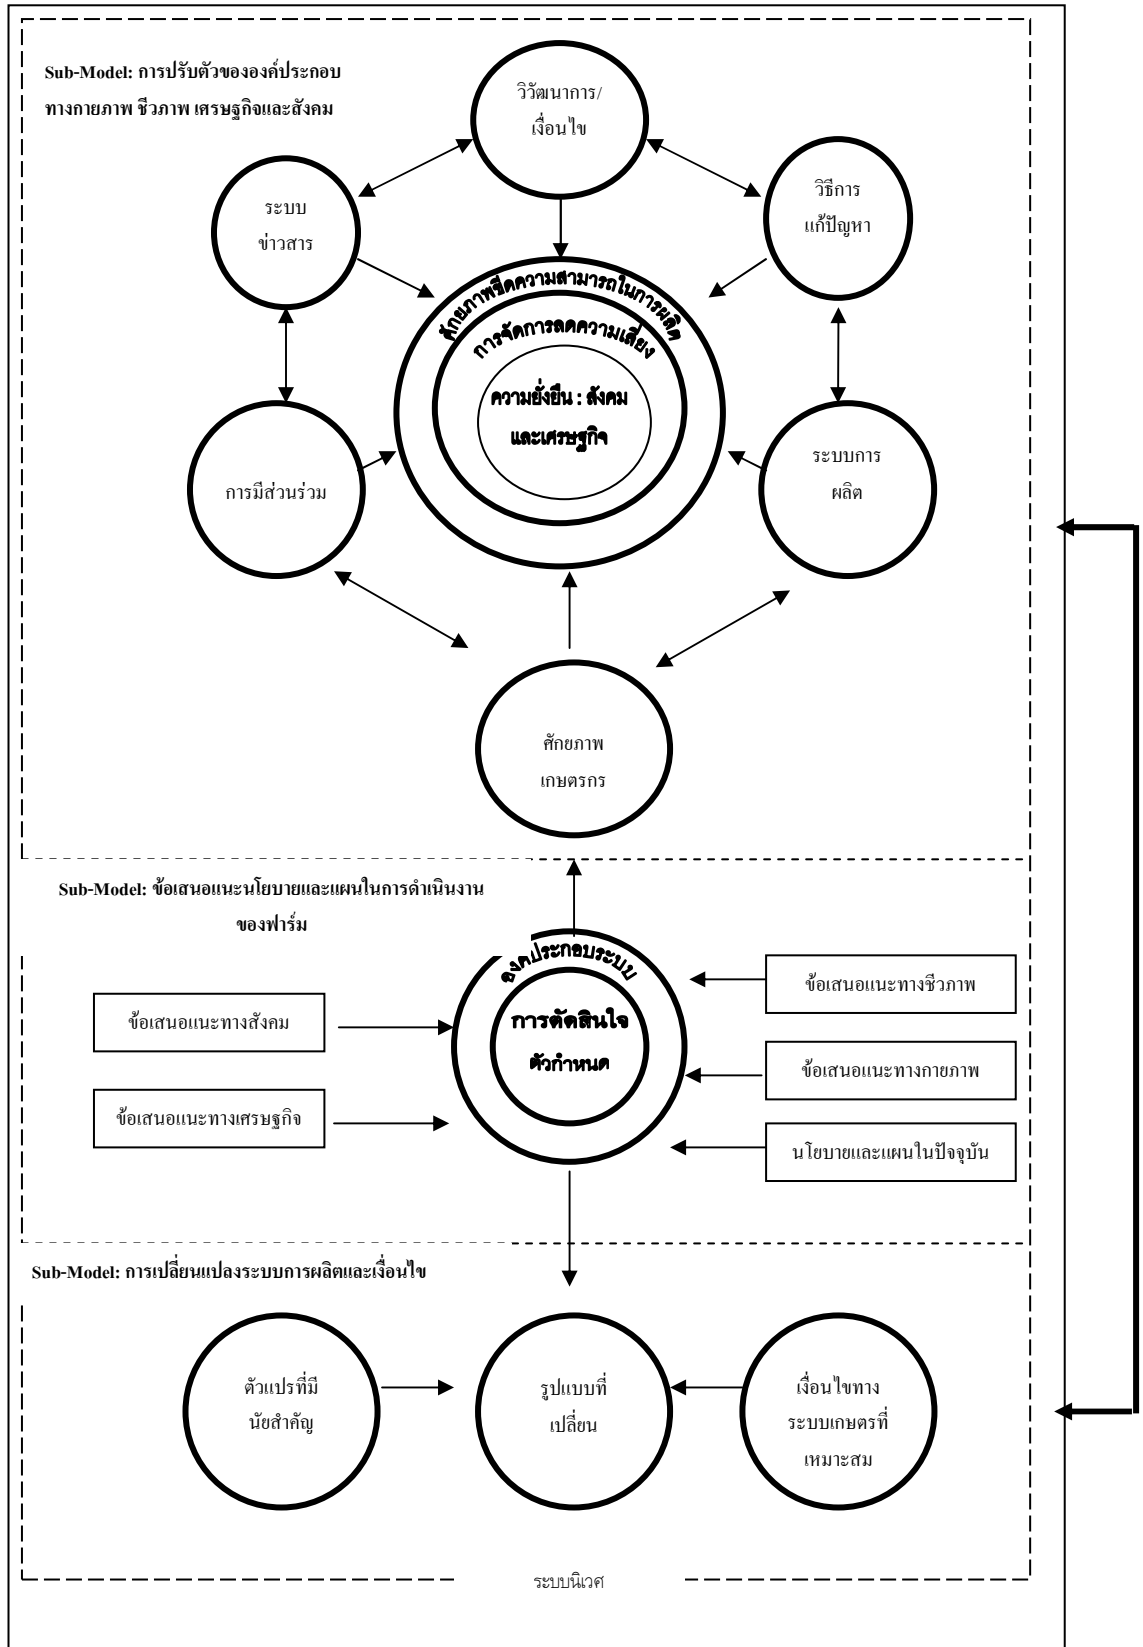 Sub-Model: การปรับตัวขององค์ประกอบ
ทางกายภาพ ชีวภาพ เศรษฐกิจและสังคม
วิวัฒนาการ/
เงื่อนไข
ระบบ
ข่าวสาร
วิธีการ
แก้ปัญหา
ศักยภาพขีดความสามารถในการผลิต
การจัดการลดความเสี่ยง
ความยั่งยืน : สังคม
และเศรษฐกิจ
การมีส่วนร่วม
ระบบการ
ผลิต
ศักยภาพ
เกษตรกร
Sub-Model: ข้อเสนอแนะนโยบายและแผนในการดำเนินงาน
ของฟาร์ม
องค์ประกอบระบบ
การตัดสินใจ
ตัวกำหนด
ข้อเสนอแนะทางสังคม
ข้อเสนอแนะทางเศรษฐกิจ
ข้อเสนอแนะทางชีวภาพ
ข้อเสนอแนะทางกายภาพ
นโยบายและแผนในปัจจุบัน
Sub-Model: การเปลี่ยนแปลงระบบการผลิตและเงื่อนไข
ตัวแปรที่มี
นัยสำคัญ
รูปแบบที่
เปลี่ยน
เงื่อนไขทาง
ระบบเกษตรที่
เหมาะสม
ระบบนิเวศ